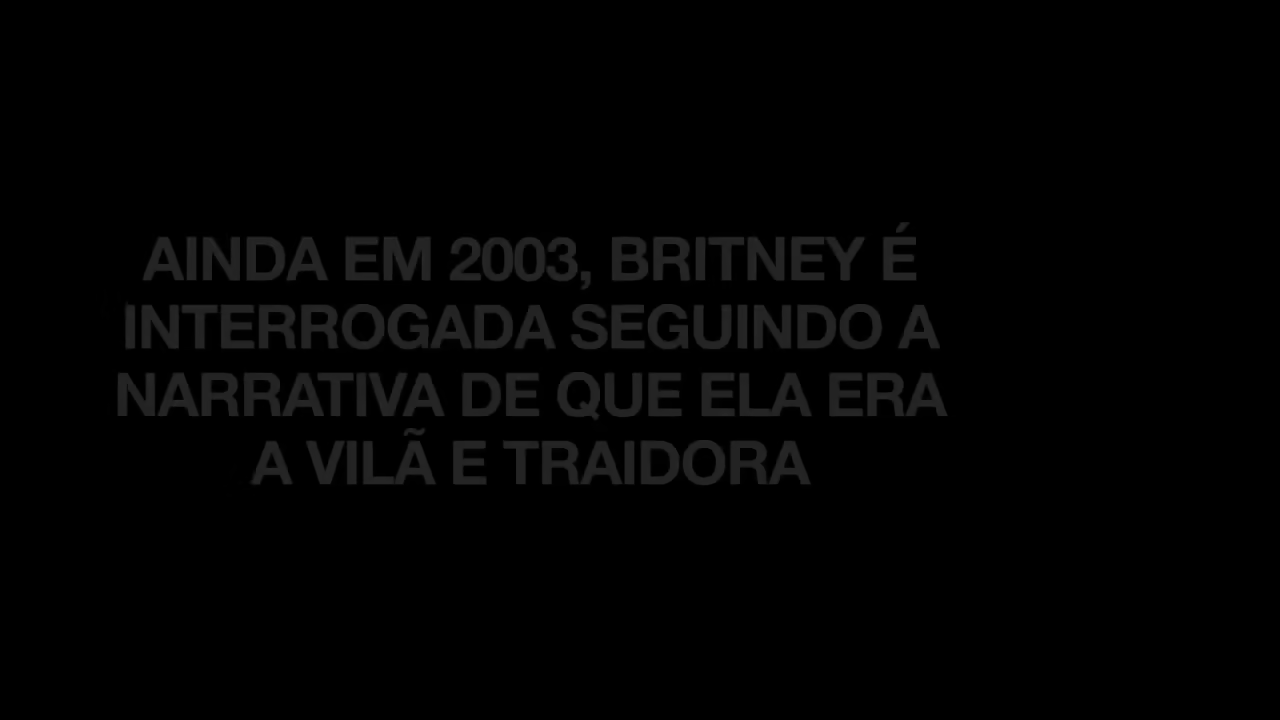 AINDA EM 2003, BRITNEY É
INTERROGADA SEGUINDO A
NARRATIVA DE QUE ELA ERA
A VILÃ E TRAIDORA